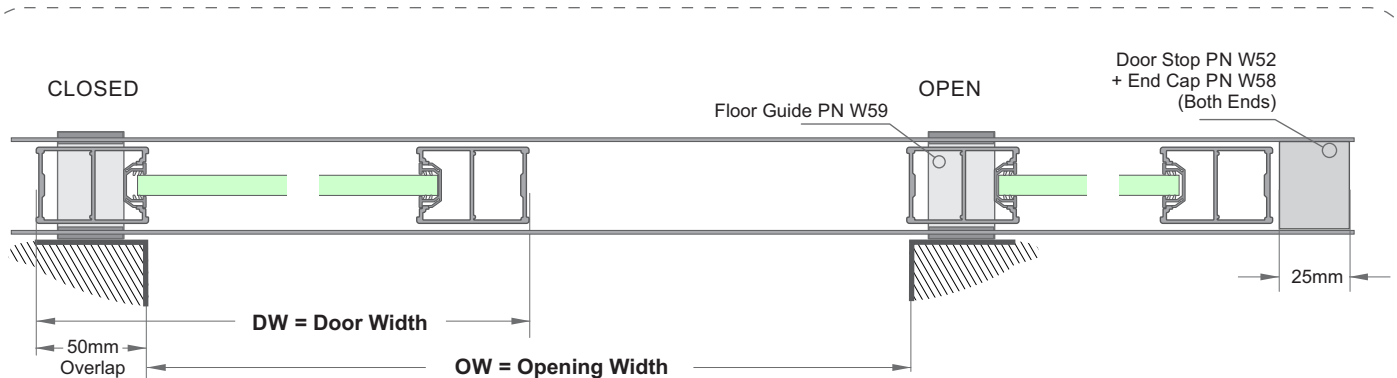 Door Stop PN W52
+ End Cap PN W58
(Both Ends)
CLOSED
OPEN
Floor Guide PN W59
25mm
DW = Door Width
50mm
Overlap
OW = Opening Width